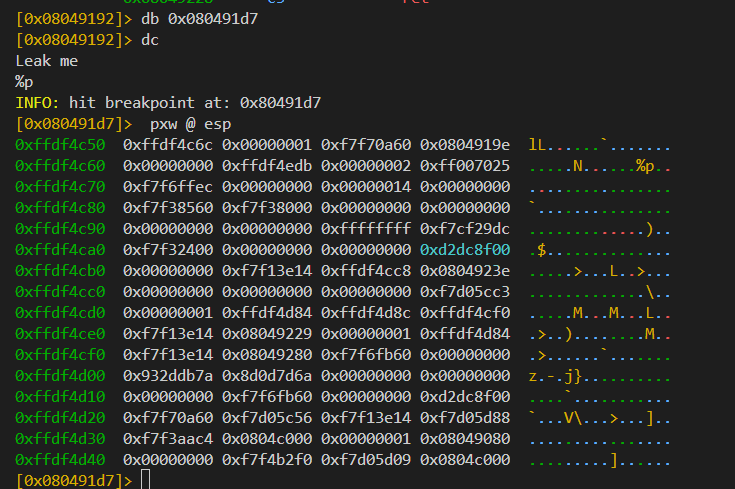 [0x08049192]> db 0x080491d7
[0x08049192]> dc
Leak me
%p
INFO: hit breakpoint at: 0x80491d7
[0x080491d7]>  pxw @ esp
0xffdf4c50  0xffdf4c6c 0x00000001 0xf7f70a60 0x0804919e  lL......`.......
0xffdf4c60  0x00000000 0xffdf4edb 0x00000002 0xff007025  .....N......%p..
0xffdf4c70  0xf7f6ffec 0x00000000 0x00000014 0x00000000  ................
0xffdf4c80  0xf7f38560 0xf7f38000 0x00000000 0x00000000  `...............
0xffdf4c90  0x00000000 0x00000000 0xffffffff 0xf7cf29dc  .............)..
0xffdf4ca0  0xf7f32400 0x00000000 0x00000000 0xd2dc8f00  .$..............
0xffdf4cb0  0x00000000 0xf7f13e14 0xffdf4cc8 0x0804923e  .....>...L..>...
0xffdf4cc0  0x00000000 0x00000000 0x00000000 0xf7d05cc3  .............\..
0xffdf4cd0  0x00000001 0xffdf4d84 0xffdf4d8c 0xffdf4cf0  .....M...M...L..
0xffdf4ce0  0xf7f13e14 0x08049229 0x00000001 0xffdf4d84  .>..)........M..
0xffdf4cf0  0xf7f13e14 0x08049280 0xf7f6fb60 0x00000000  .>......`.......
0xffdf4d00  0x932ddb7a 0x8d0d7d6a 0x00000000 0x00000000  z.-.j}..........
0xffdf4d10  0x00000000 0xf7f6fb60 0x00000000 0xd2dc8f00  ....`...........
0xffdf4d20  0xf7f70a60 0xf7d05c56 0xf7f13e14 0xf7d05d88  `...V\...>...]..
0xffdf4d30  0xf7f3aac4 0x0804c000 0x00000001 0x08049080  ................
0xffdf4d40  0x00000000 0xf7f4b2f0 0xf7d05d09 0x0804c000  .........]......
[0x080491d7]>